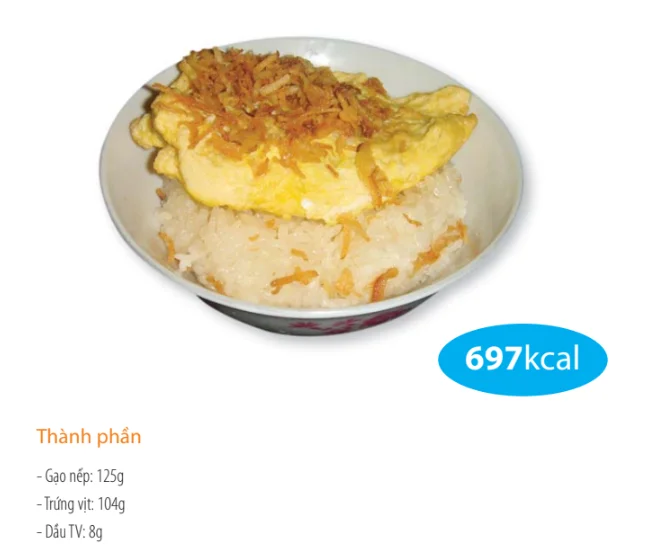 697kcal
Thành phần
- Gạo nếp: 125g
- Trứng vịt: 104g
- Dầu TV: 8g